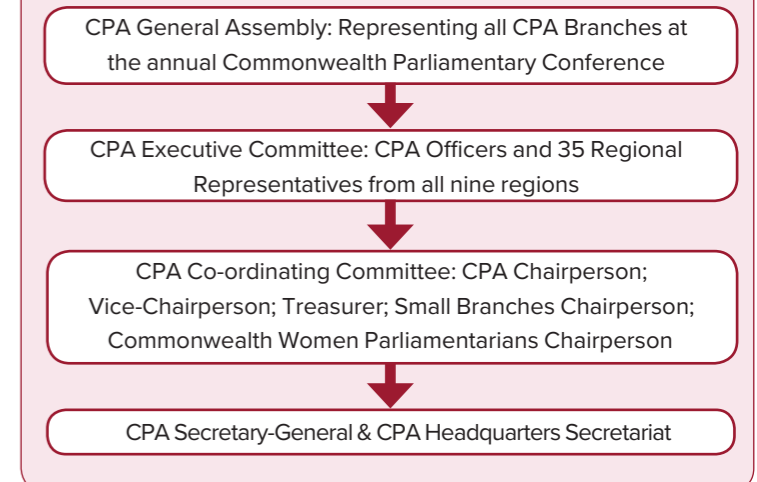 CPA General Assembly: Representing all CPA Branches at
the annual Commonwealth Parliamentary Conference
CPA Executive Committee: CPA Officers and 35 Regional
Representatives from all nine regions
CPA Co-ordinating Committee: CPA Chairperson;
Vice-Chairperson; Treasurer; Small Branches Chairperson;
Commonwealth Women Parliamentarians Chairperson
CPA Secretary-General & CPA Headquarters Secretariat